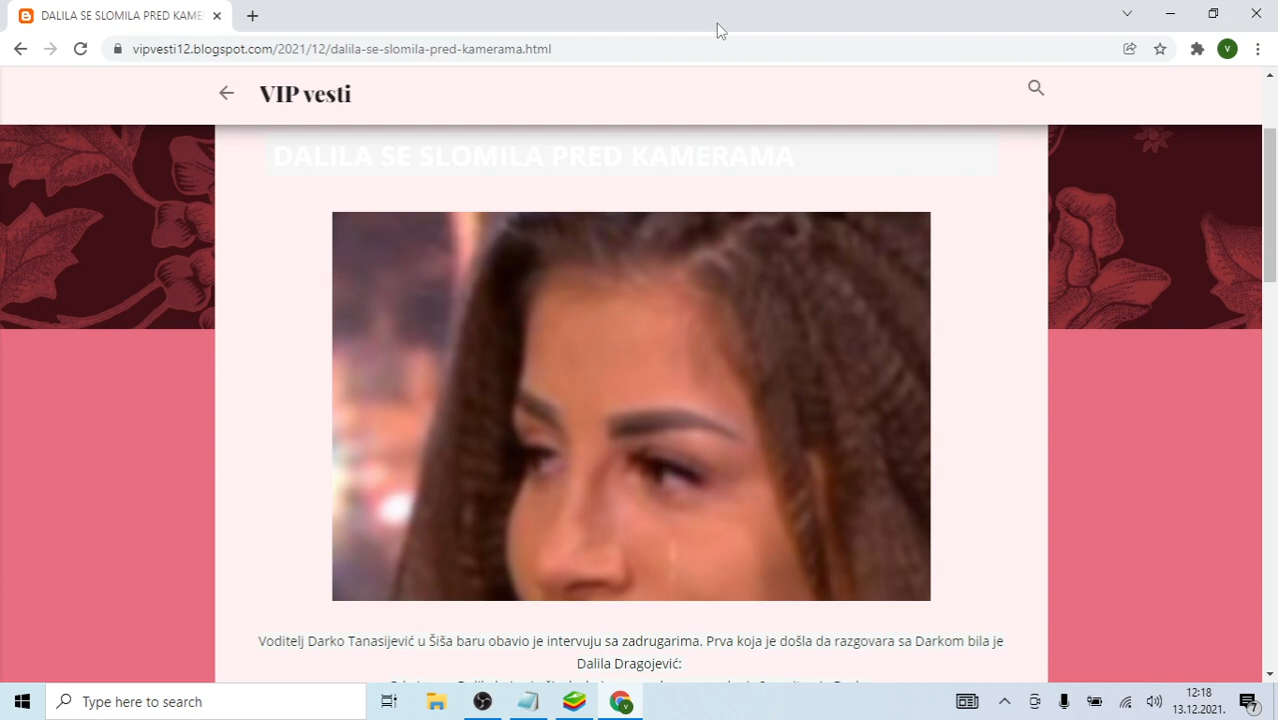 DALILA SE SLOMILA PRED KAME
vipvesti12.blogspot.com/2021/12/dalila-se-slomila-pred-kamerama.html
V
VIP vesti
DALILA SE SLOMILA PRED KAMERAMA
Voditelj Darko Tanasijević u Šiša baru obavio je intervuju sa zadrugarima. Prva koja je došla da razgovara sa Darkom bila je
Dalila Dragojević:
Type here to search
12:18
13.12.2021.
7